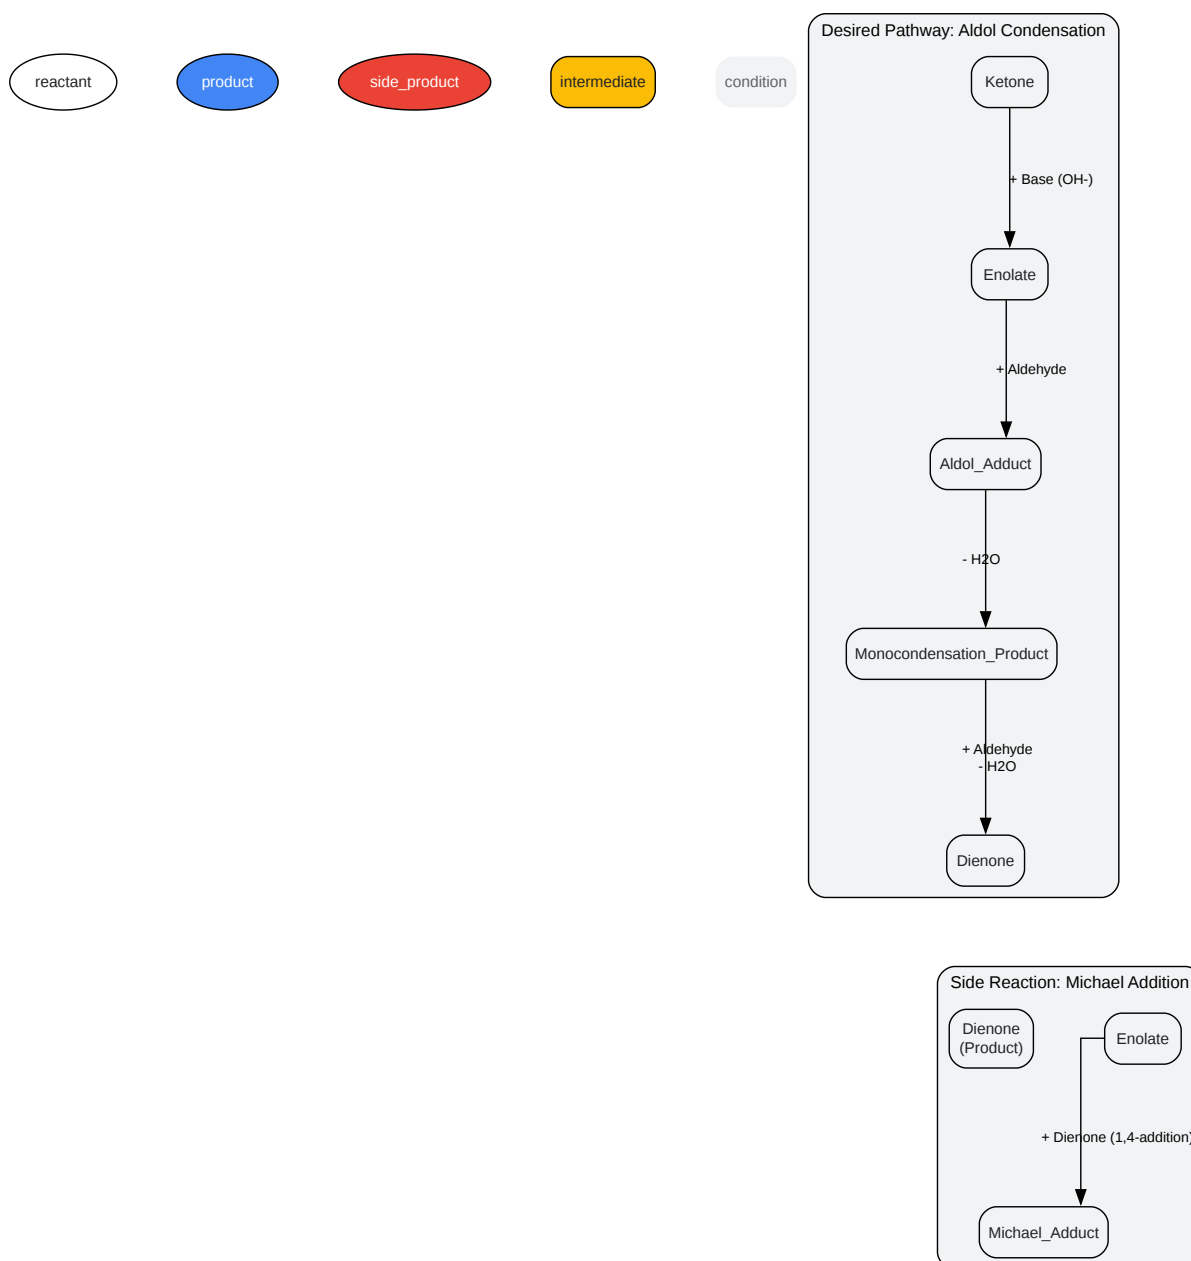 reactant
product
side_product
intermediate
condition
Desired Pathway: Aldol Condensation
Ketone
+ Base (OH-)
Enolate
+ Aldehyde
Aldol_Adduct
- H2O
Monocondensation_Product
+ Aldehyde
- H2O
Dienone
Side Reaction: Michael Addition
Dienone
(Product)
Enolate
+ Dienone (1,4-addition)
Michael_Adduct